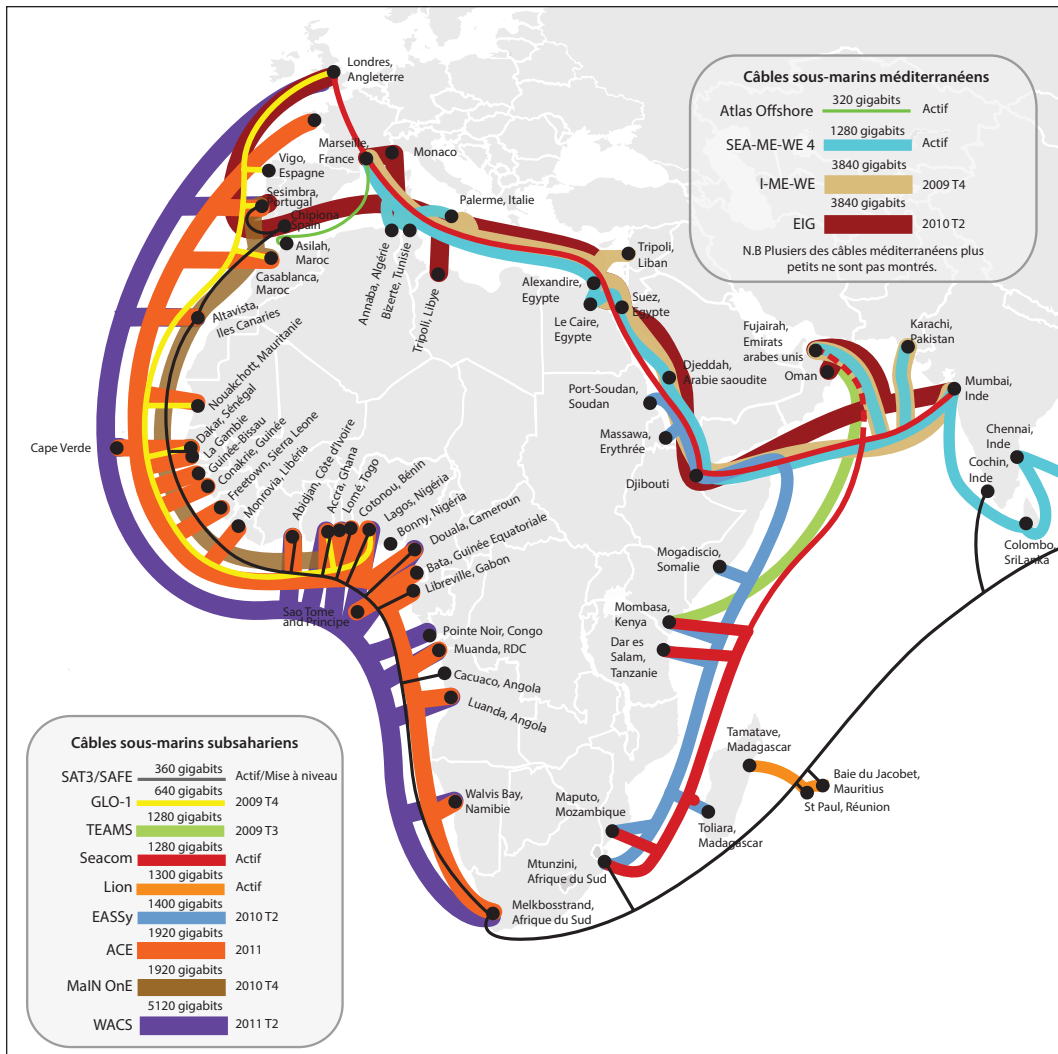 Londres,
Angleterre
Marseille,
France
Monaco
Vigo,
Espagne
Sesimbra,
Portugal
Chipiona
Spain
Palerme, Italie
Asilah,
Maroc
Casablanca,
Maroc
Annaba, Algérie
Bizerte, Tunisie
Tripoli, Libye
Tripoli,
Liban
Alexandire,
Egypte
Suez,
Egypte
Le Caire,
Egypte
Altavista,
Iles Canaries
Fujairah,
Emirats
arabes unis
Karachi,
Pakistan
Oman
Djeddah,
Arabie saoudite
Port-Soudan,
Soudan
Mumbai,
Inde
Massawa,
Erythrée
Djibouti
Chennai,
Inde
Cochin,
Inde
Colombo,
SriLanka
Nouakchott, Mauritanie
Dakar, Sénégal
La Gambie
Guinée-Bissau
Conakrie, Guinée
Freetown, Sierra Leone
Monrovia, Libéria
Cape Verde
Abidjan, Côte d'Ivoire
Accra, Ghana
Lomé, Togo
Cotonou, Bénin
Lagos, Nigéria
Bonny, Nigéria
Douala, Cameroun
Bata, Guinée Equatoriale
Libreville, Gabon
Sao Tome
and Principe
Pointe Noir, Congo
Muanda, RDC
Cacuaco, Angola
Luanda, Angola
Mogadiscio,
Somalie
Mombasa,
Kenya
Dar es
Salam,
Tanzanie
Tamatave,
Madagascar
Baie du Jacobet,
Mauritius
St Paul, Réunion
Walvis Bay,
Namibie
Maputo,
Mozambique
Toliara,
Madagascar
Mtunzini,
Afrique du Sud
Melkbosstrand,
Afrique du Sud
Câbles sous-marins méditerranéens
320 gigabits
Atlas Offshore Actif
1280 gigabits
SEA-ME-WE 4 Actif
3840 gigabits
I-ME-WE 2009 T4
3840 gigabits
EIG 2010 T2
N.B Plusiers des câbles méditerranéens plus
petits ne sont pas montrés.
Câbles sous-marins subsahariens
360 gigabits
SAT3/SAFE Actif/Mise à niveau
640 gigabits
GLO-1 2009 T4
1280 gigabits
TEAMS 2009 T3
1280 gigabits
Seacom Actif
1300 gigabits
Lion Actif
1400 gigabits
EASSy 2010 T2
1920 gigabits
ACE 2011
1920 gigabits
MaIN OnE 2010 T4
5120 gigabits
WACS 2011 T2